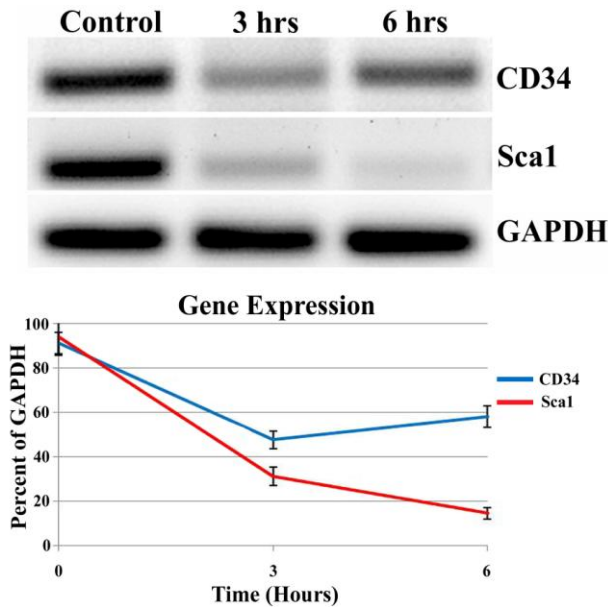 Control 3 hrs 6 hrs
CD34
Sca1
GAPDH
Gene Expression
Percent of GAPDH
100
80
60
40
20
0
0 3 6
Time (Hours)
CD34
Sca1